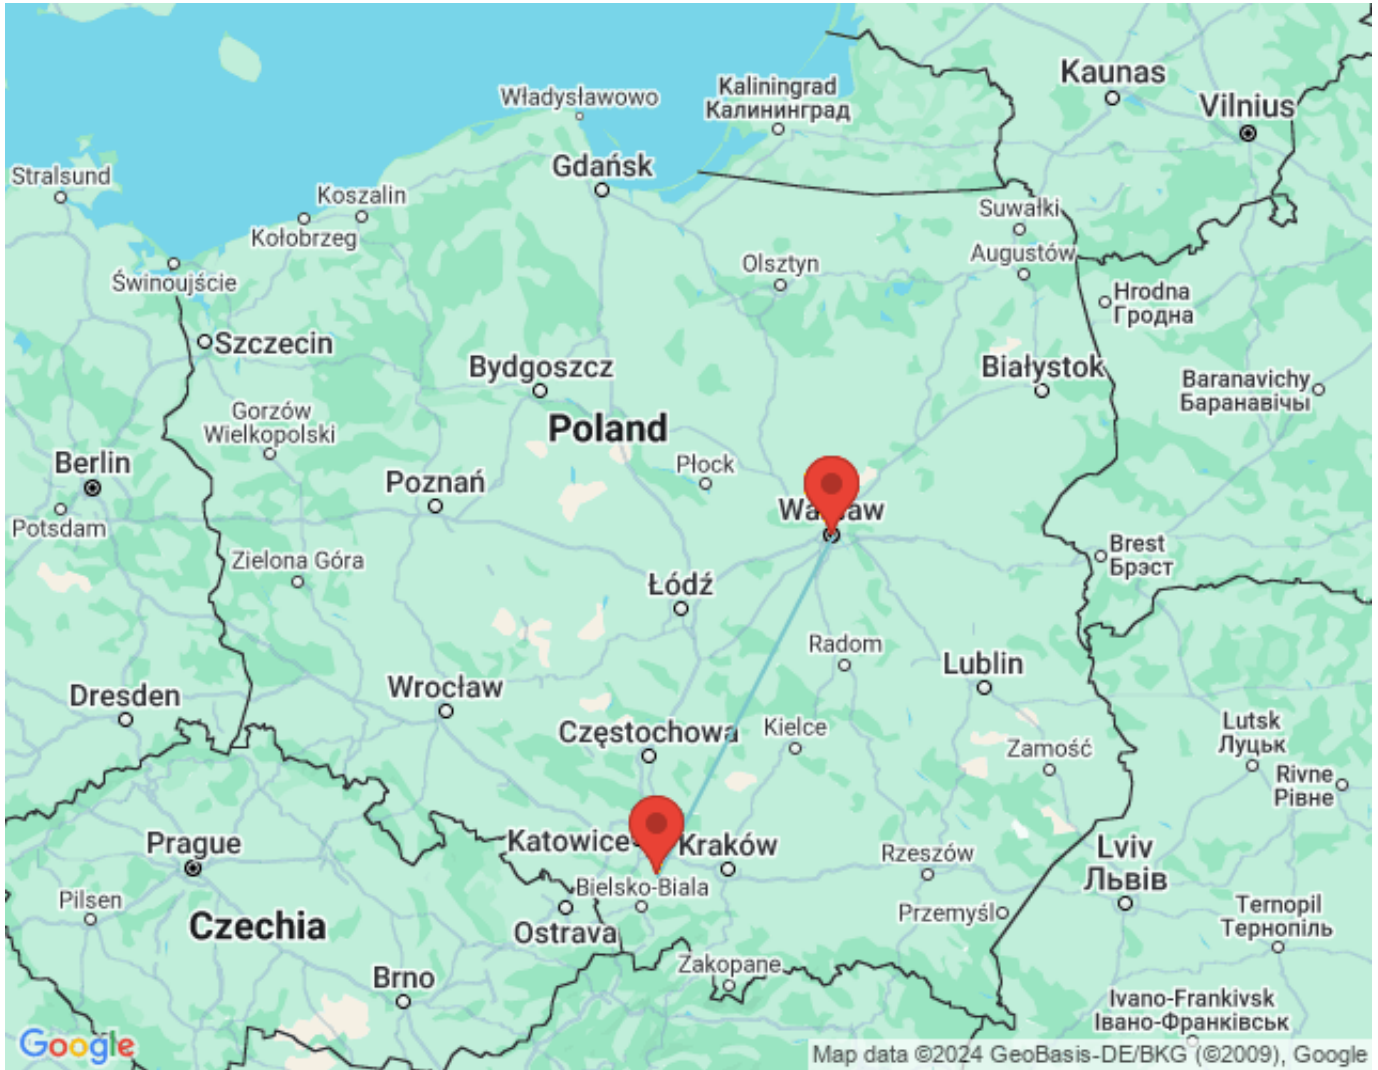 Kaunas
Vilnius
Kaliningrad
Калининград
Władysławowo
Gdańsk
Stralsund
Koszalin
Kołobrzeg
Świnoujście
Suwałki
Augustów
Olsztyn
Hrodna
Гродна
Szczecin
Bydgoszcz
Białystok
Baranavichy
Баранавічы
Gorzów
Wielkopolski
Poland
Berlin
Płock
Poznań
Potsdam
Brest
Брэст
Zielona Góra
Łódź
Radom
Lublin
Wrocław
Dresden
Częstochowa
Kielce
Lutsk
Луцьк
Zamość
Rivne
Рівне
Katowice
Kraków
Prague
Rzeszów
Lviv
Львів
Bielsko-Biala
Pilsen
Przemyśl
Ternopil
Тернопіль
Czechia
Ostrava
Zakopane
Brno
Ivano-Frankivsk
Івано-Франківськ
Google
Map data ©2024 GeoBasis-DE/BKG (©2009), Google